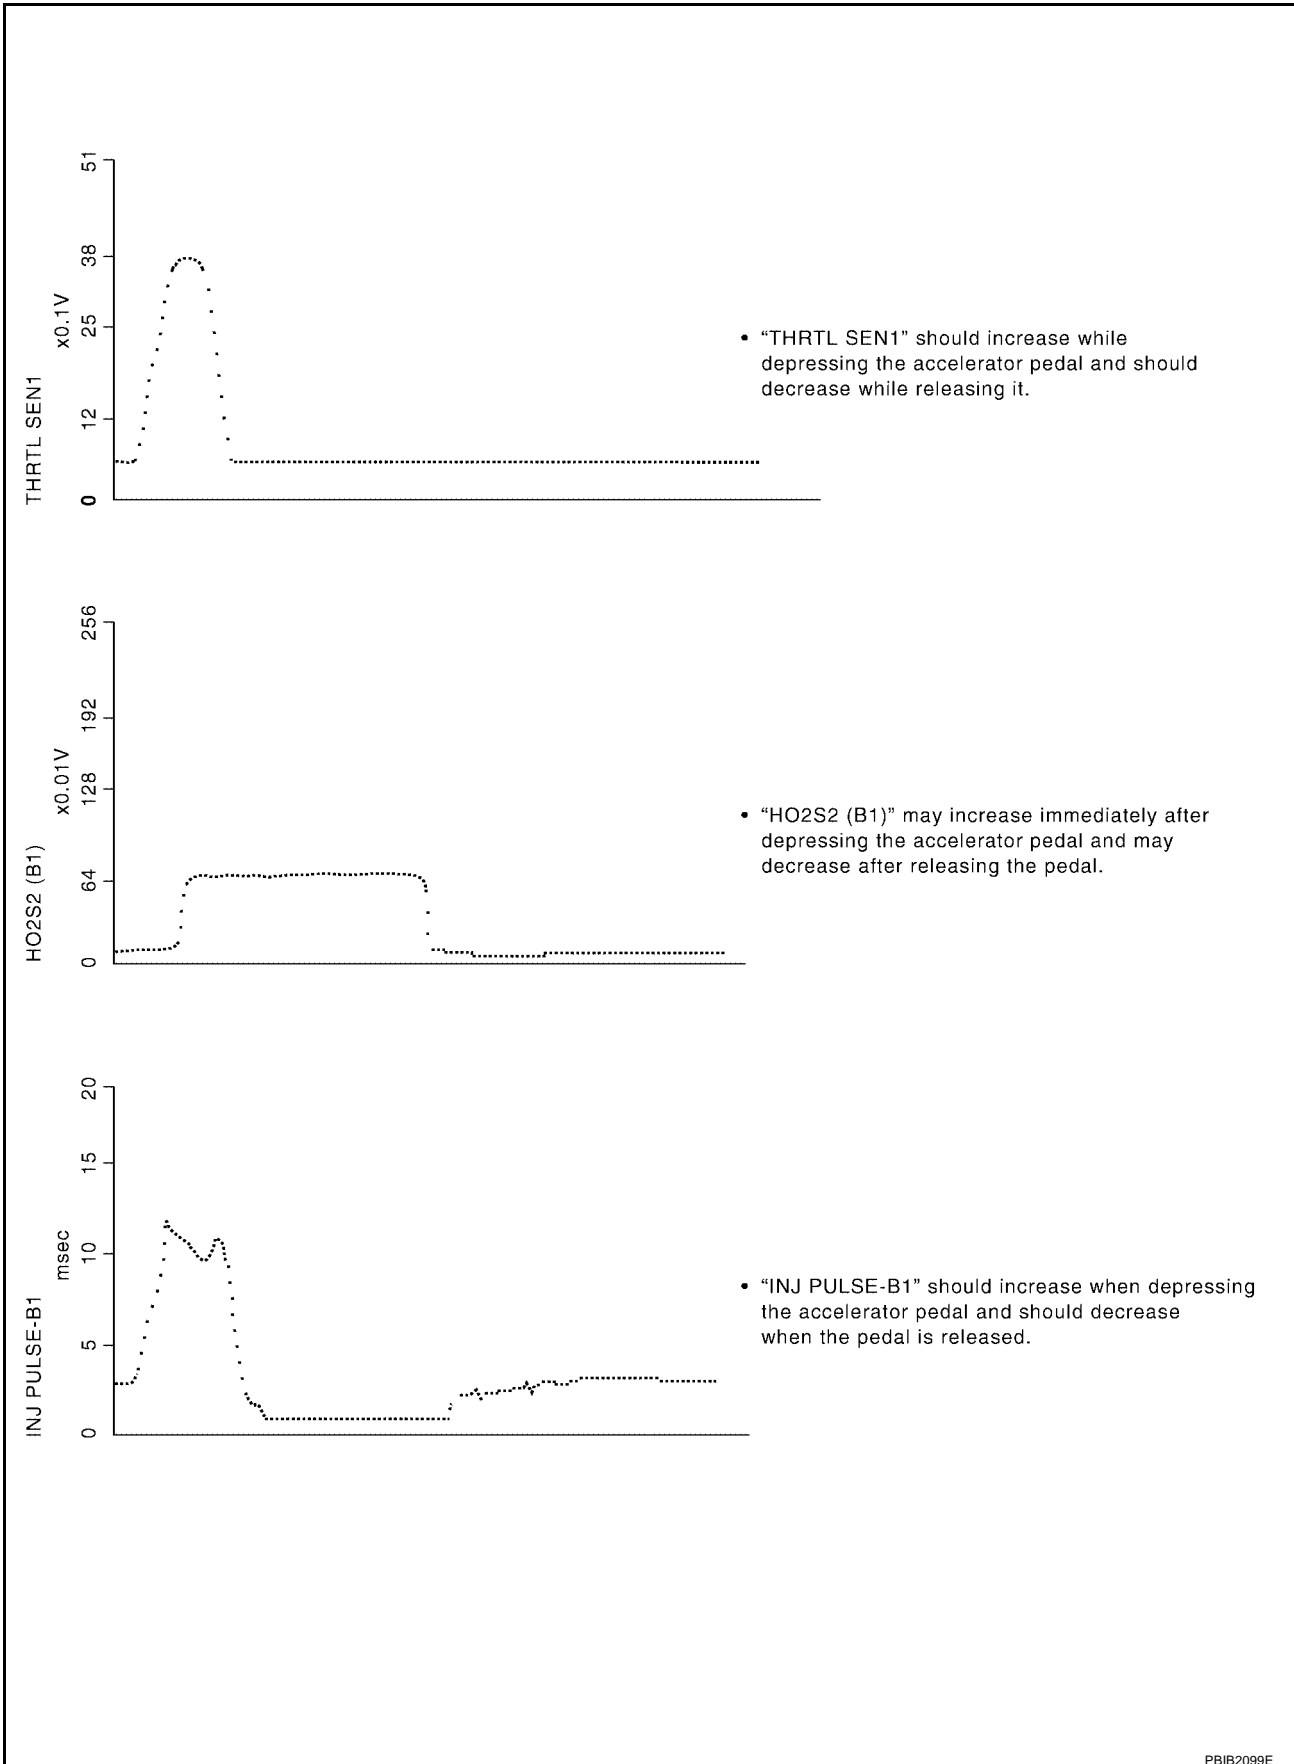 THRTL SEN1
x0.1V
51
38
25
12
0
• “THRTL SEN1” should increase while
depressing the accelerator pedal and should
decrease while releasing it.
HO2S2 (B1)
x0.01V
256
192
128
64
0
• “HO2S2 (B1)” may increase immediately after
depressing the accelerator pedal and may
decrease after releasing the pedal.
INJ PULSE-B1
msec
20
15
10
5
0
• “INJ PULSE-B1” should increase when depressing
the accelerator pedal and should decrease
when the pedal is released.
PBIB2099E